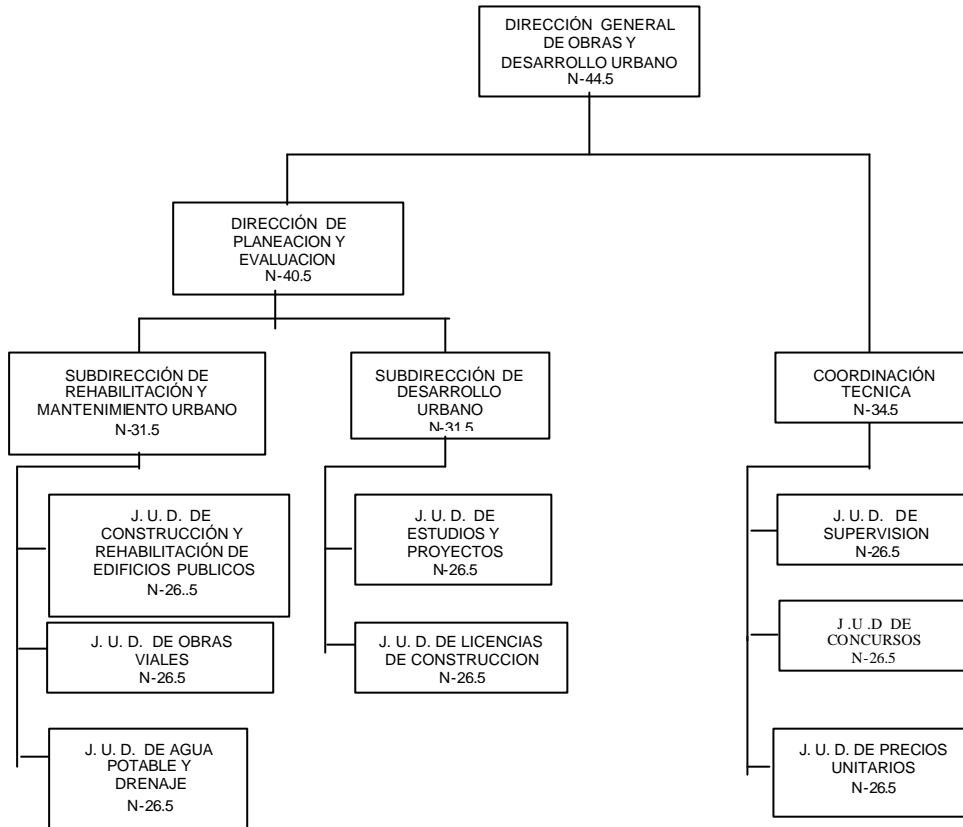 DIRECCIÓN GENERAL
DE OBRAS Y
DESARROLLO URBANO
N-44.5
DIRECCIÓN DE
PLANEACION Y
EVALUACION
N-40.5
SUBDIRECCIÓN DE
REHABILITACIÓN Y
MANTENIMIENTO URBANO
N-31.5
SUBDIRECCIÓN DE
DESARROLLO
URBANO
N-31.5
COORDINACIÓN
TECNICA
N-34.5
J. U. D. DE
CONSTRUCCIÓN Y
REHABILITACIÓN DE
EDIFICIOS PUBLICOS
N-26..5
J. U. D. DE OBRAS
VIALES
N-26.5
J. U. D. DE AGUA
POTABLE Y
DRENAJE
N-26.5
J. U. D. DE
ESTUDIOS Y
PROYECTOS
N-26.5
J. U. D. DE LICENCIAS
DE CONSTRUCCION
N-26.5
J. U. D. DE
SUPERVISION
N-26.5
J .U .D DE
CONCURSOS
N-26.5
J. U. D. DE PRECIOS
UNITARIOS
N-26.5